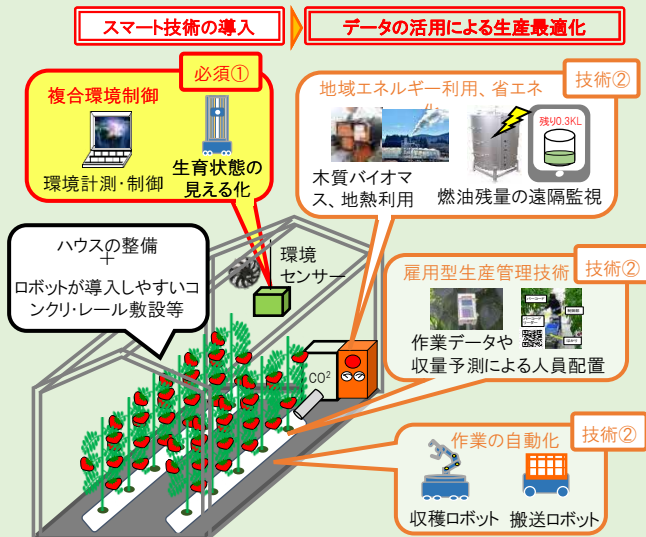 スマート技術の導入
データの活用による生産最適化
必須①
複合環境制御
環境計測・制御
生育状態の
見える化
技術②
地域エネルギー利用、省エネ
残り0.3KL
木質バイオマ
ス、地熱利用
燃油残量の遠隔監視
ハウスの整備
+
ロボットが導入しやすいコ
ンクリ・レール敷設等
環境
センサー
技術②
雇用型生産管理技術
作業データや
収量予測による人員配置
CO²
技術②
作業の自動化
収穫ロボット
搬送ロボット